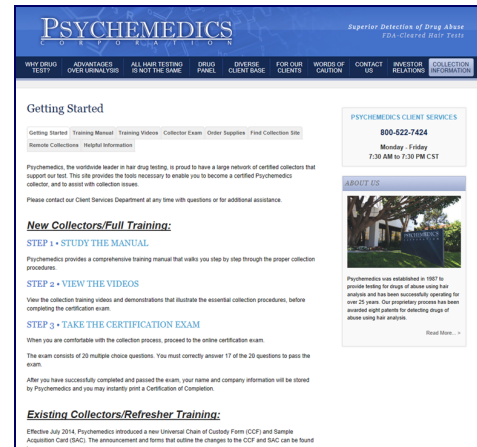 PSYCHEMEDICS
CORPORATION
Superior Detection of Drug Abuse
FDA-Cleared Hair Tests
WHY DRUG TEST?
ADVANTAGES OVER URINALYSIS
ALL HAIR TESTING IS NOT THE SAME
DRUG PANEL
DIVERSE CLIENT BASE
FOR OUR CLIENTS
WORDS OF CAUTION
CONTACT US
INVESTOR RELATIONS
COLLECTION INFORMATION
Getting Started
Getting Started Training Manual Training Videos Collector Exam Order Supplies Find Collection Site
Remote Collections Helpful Information
Psychemedics, the worldwide leader in hair drug testing, is proud to have a large network of certified collectors that
support our test. This site provides the tools necessary to enable you to become a certified Psychemedics
collector, and to assist with collection issues.
Please contact our Client Services Department at any time with questions or for additional assistance.
New Collectors/Full Training:
STEP 1 • STUDY THE MANUAL
Psychemedics provides a comprehensive training manual that walks you step by step through the proper collection
procedures.
STEP 2 • VIEW THE VIDEOS
View the collection training videos and demonstrations that illustrate the essential collection procedures, before
completing the certification exam.
STEP 3 • TAKE THE CERTIFICATION EXAM
When you are comfortable with the collection process, proceed to the online certification exam.
The exam consists of 20 multiple choice questions. You must correctly answer 17 of the 20 questions to pass the
exam.
After you have successfully completed and passed the exam, your name and company information will be stored
by Psychemedics and you may instantly print a Certification of Completion.
Existing Collectors/Refresher Training:
Effective July 2014, Psychemedics introduced a new Universal Chain of Custody Form (CCF) and Sample
Acquisition Card (SAC). The announcement and forms that outline the changes to the CCF and SAC can be found
PSYCHEMEDICS CLIENT SERVICES
800-522-7424
Monday - Friday
7:30 AM to 7:30 PM CST
ABOUT US
PSYCHEMEDICS
Psychemedics was established in 1987 to
provide testing for drugs of abuse using hair
analysis and has been successfully operating for
over 25 years. Our proprietary process has been
awarded eight patents for detecting drugs of
abuse using hair analysis.
Read More... »